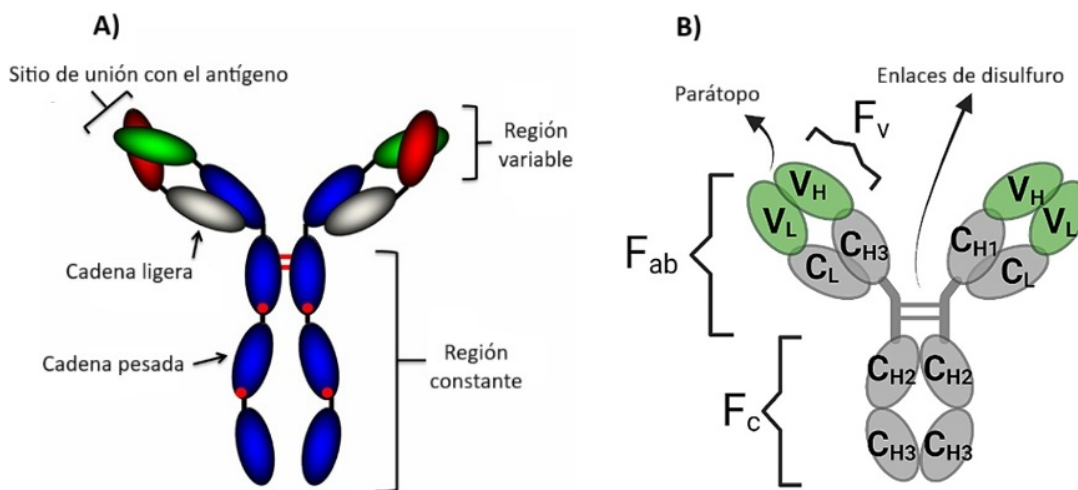 A)
Sitio de unión con el antígeno
Región
variable
Cadena ligera
Cadena pesada
Región
constante
B)
Parátopo
Enlaces de disulfuro
Fv
Fab
Fc
VH
VL
CH3
CL
VH
VL
CH1
CL
CH2
CH2
CH3
CH3